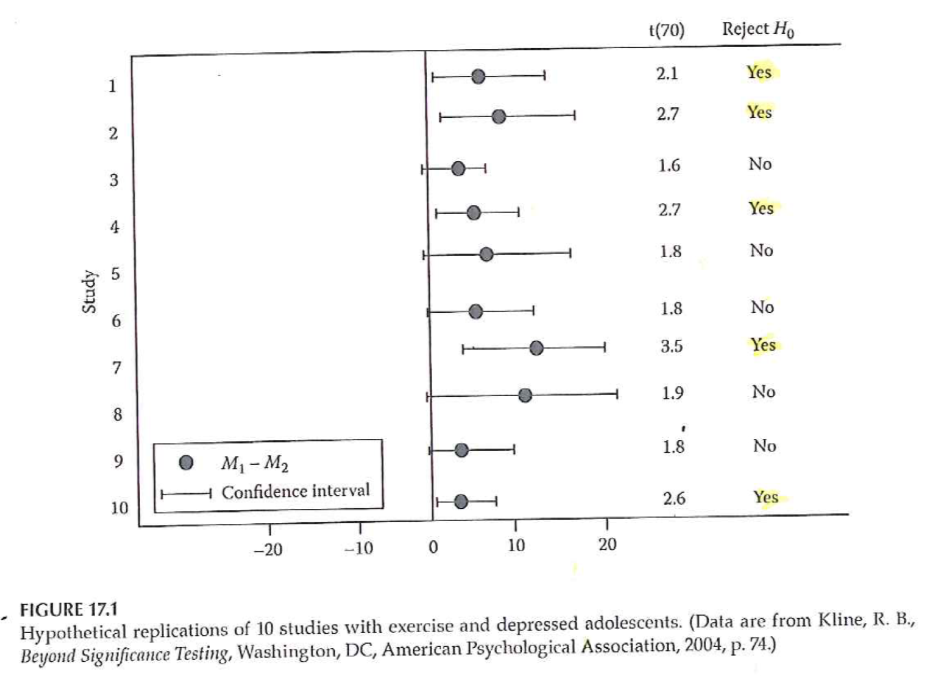 t(70) Reject H0
1 2.1 Yes
2 2.7 Yes
3 1.6 No
4 2.7 Yes
5 1.8 No
Study
6 1.8 No
7 3.5 Yes
8 1.9 No
9 1.8 No
10 2.6 Yes
M1 – M2
Confidence interval
–20 –10 0 10 20
FIGURE 17.1
Hypothetical replications of 10 studies with exercise and depressed adolescents. (Data are from Kline, R. B.,
Beyond Significance Testing, Washington, DC, American Psychological Association, 2004, p. 74.)